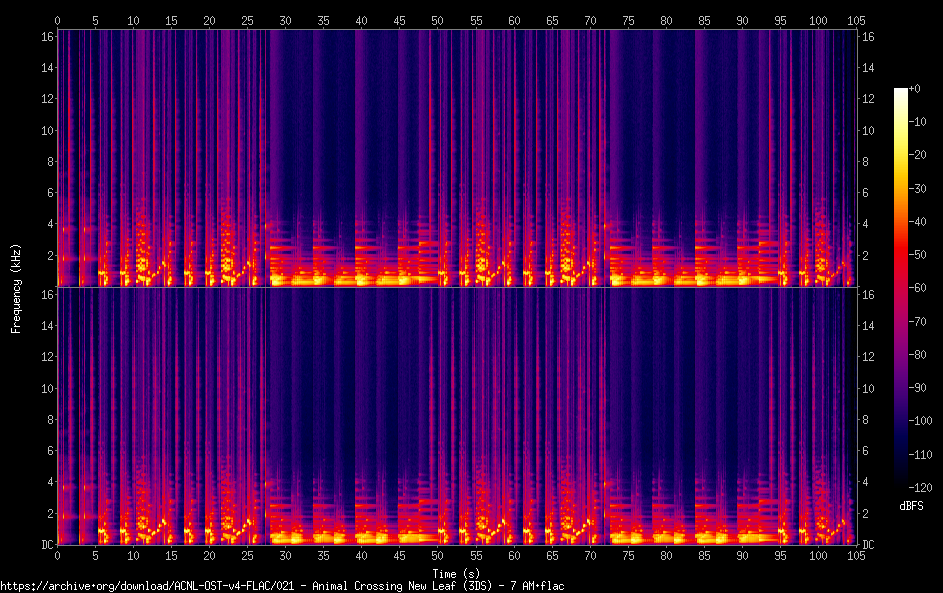 0 5 10 15 20 25 30 35 40 45 50 55 60 65 70 75 80 85 90 95 100 105
16 16 +0
14 14 -10
12 12 -20
10 10 -30
8 8 -40
6 6
4 4 -50
2 2
Frequency (kHz)
16 16 -60
14 14 -70
12 12 -80
10 10 -90
8 8 -100
6 6 -110
4 4 -120
2 2 dBFS
DC DC
0 5 10 15 20 25 30 35 40 45 50 55 60 65 70 75 80 85 90 95 100 105
Time (s)
https://archive.org/download/ACNL-OST-v4-FLAC/021 - Animal Crossing New Leaf (3DS) - 7 AM.flac